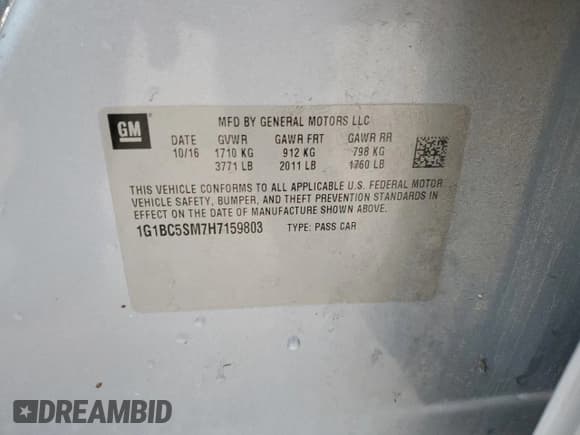 GM
MFD BY GENERAL MOTORS LLC
DATE GVWR GAWR FRT GAWR RR
10/16 1710 KG 912 KG 798 KG
3771 LB 2011 LB 1760 LB
THIS VEHICLE CONFORMS TO ALL APPLICABLE U.S. FEDERAL MOTOR
VEHICLE SAFETY, BUMPER, AND THEFT PREVENTION STANDARDS IN
EFFECT ON THE DATE OF MANUFACTURE SHOWN ABOVE.
1G1BC5SM7H7159803 TYPE: PASS CAR
DREAMBID